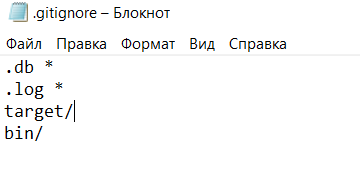 .gitignore – Блокнот
Файл Правка Формат Вид Справка
.db *
.log *
target/
bin/